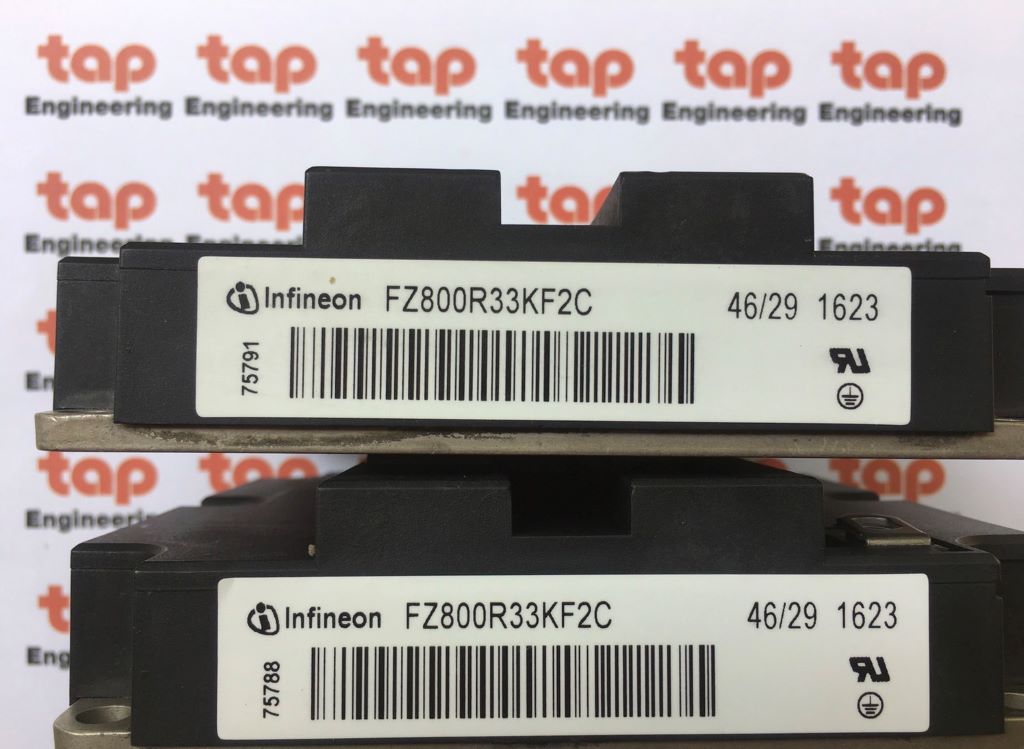 tap tap tap tap tap tap
Engineering Engineering Engineering Engineering Engineering Engineering
tap tap tap tap
Infineon FZ800R33KF2C 46/29 1623
75791
tap tap tap tap
Infineon FZ800R33KF2C 46/29 1623
75788